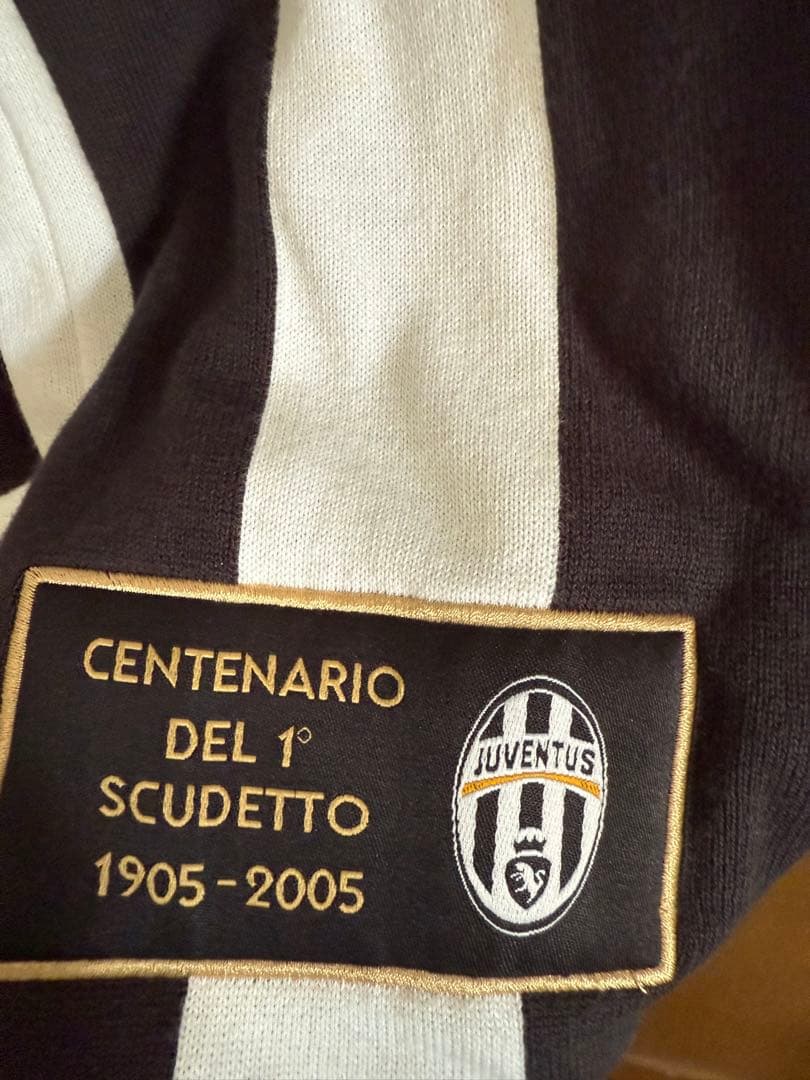 CENTENARIO
DEL 1°
SCUDETTO
1905-2005
JUVENTUS